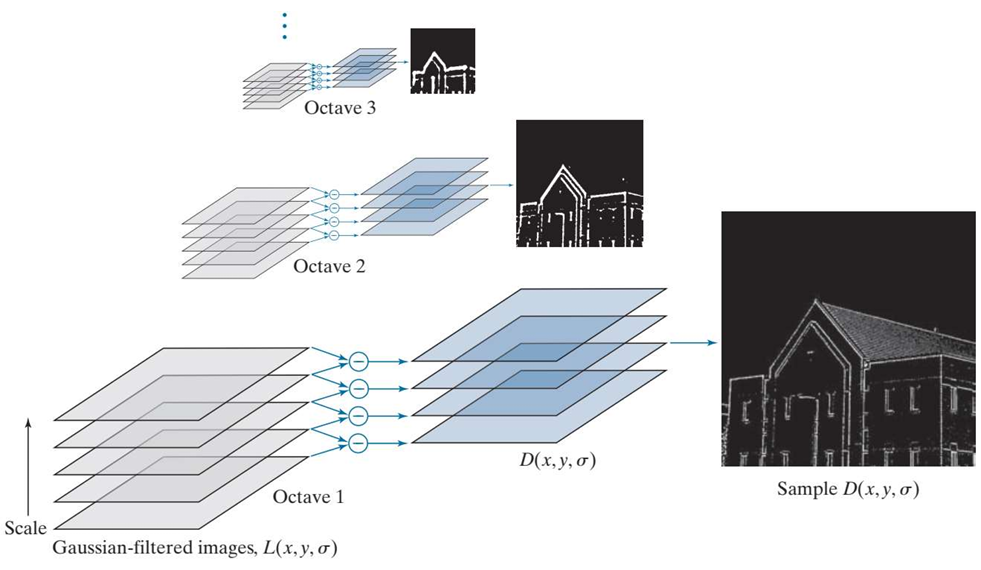 Octave 3
Octave 2
Octave 1
D(x, y, σ)
Sample D(x, y, σ)
Scale
Gaussian-filtered images, L(x, y, σ)